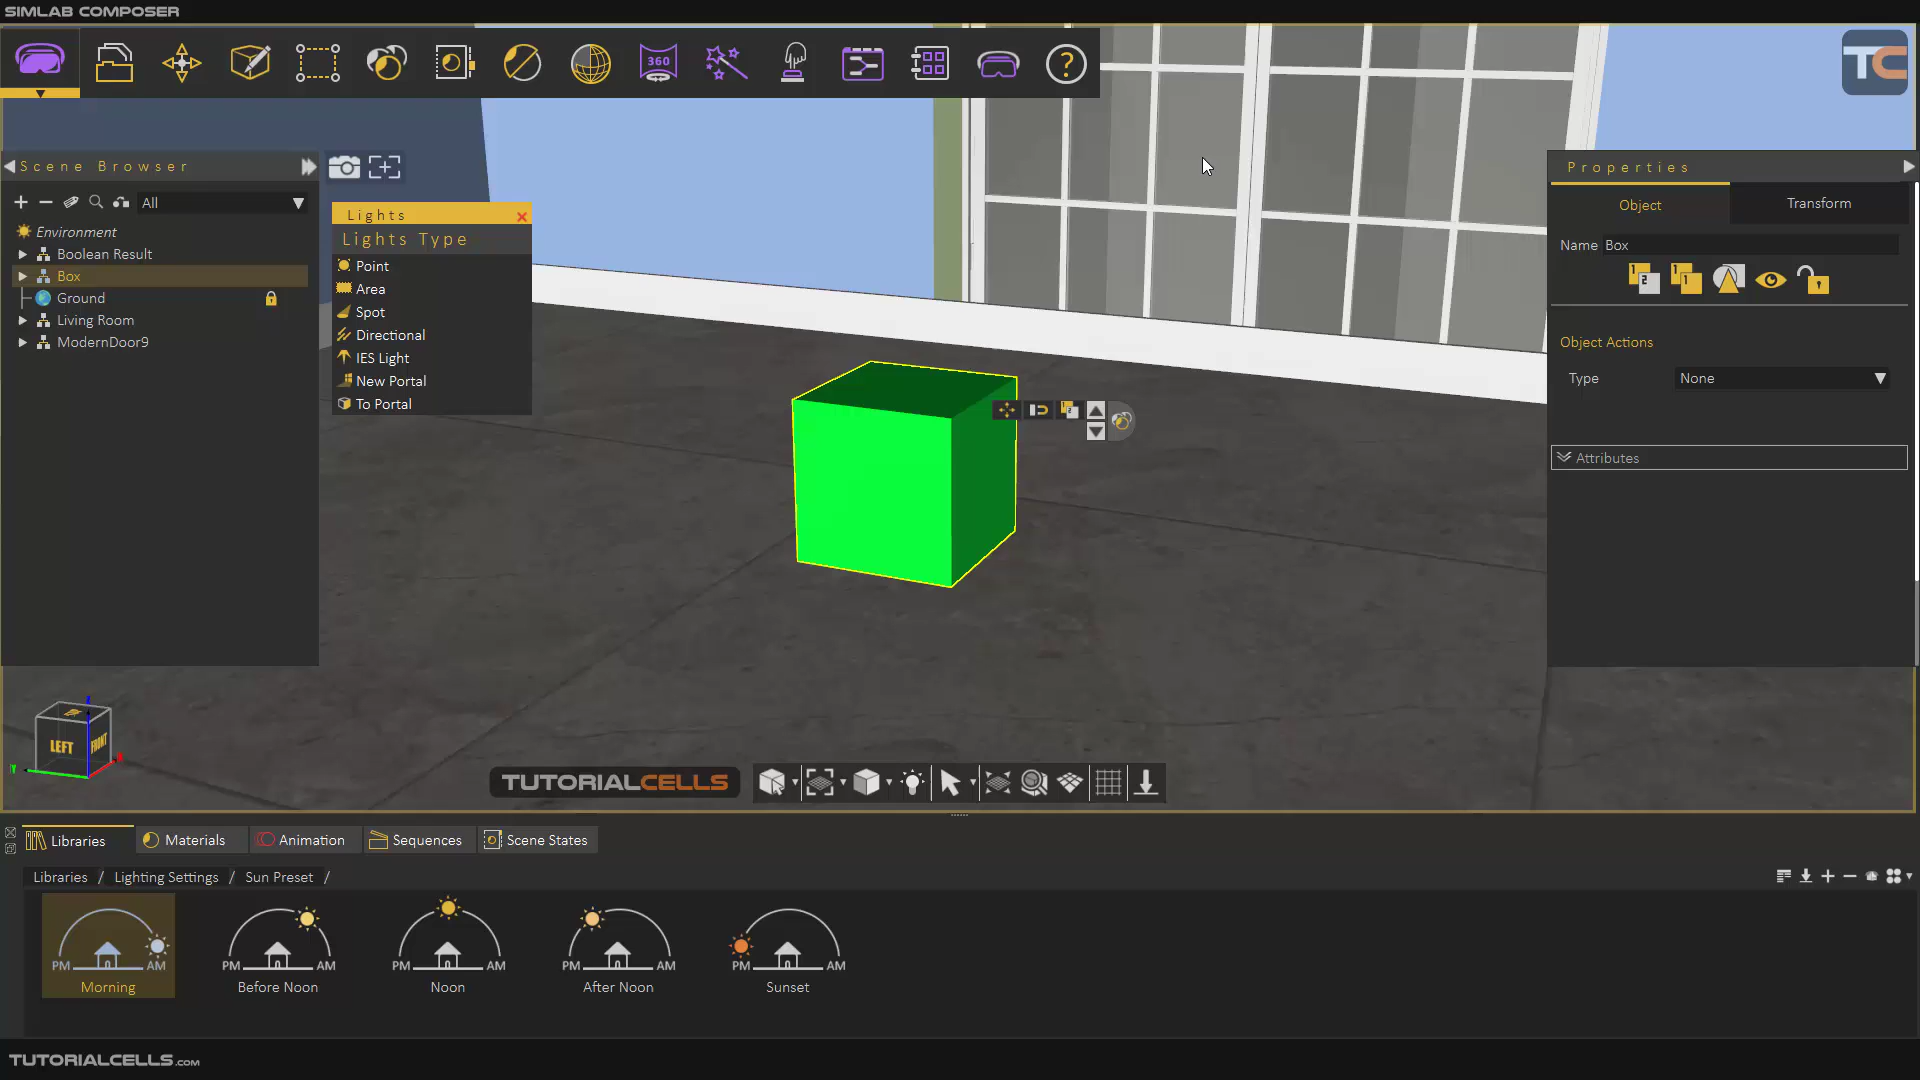 SIMLAB COMPOSER
360
TC
Scene Browser
All
Environment
Boolean Result
Box
Ground
Living Room
ModernDoor9
Lights
Lights Type
Point
Area
Spot
Directional
IES Light
New Portal
To Portal
Properties
Object
Transform
Name Box
Object Actions
Type None
Attributes
LEFT
FRONT
TUTORIALCELLS
Libraries
Materials
Animation
Sequences
Scene States
Libraries / Lighting Settings / Sun Preset /
PM AM
PM AM
PM AM
PM AM
PM AM
Morning
Before Noon
Noon
After Noon
Sunset
TUTORIALCELLS.COM